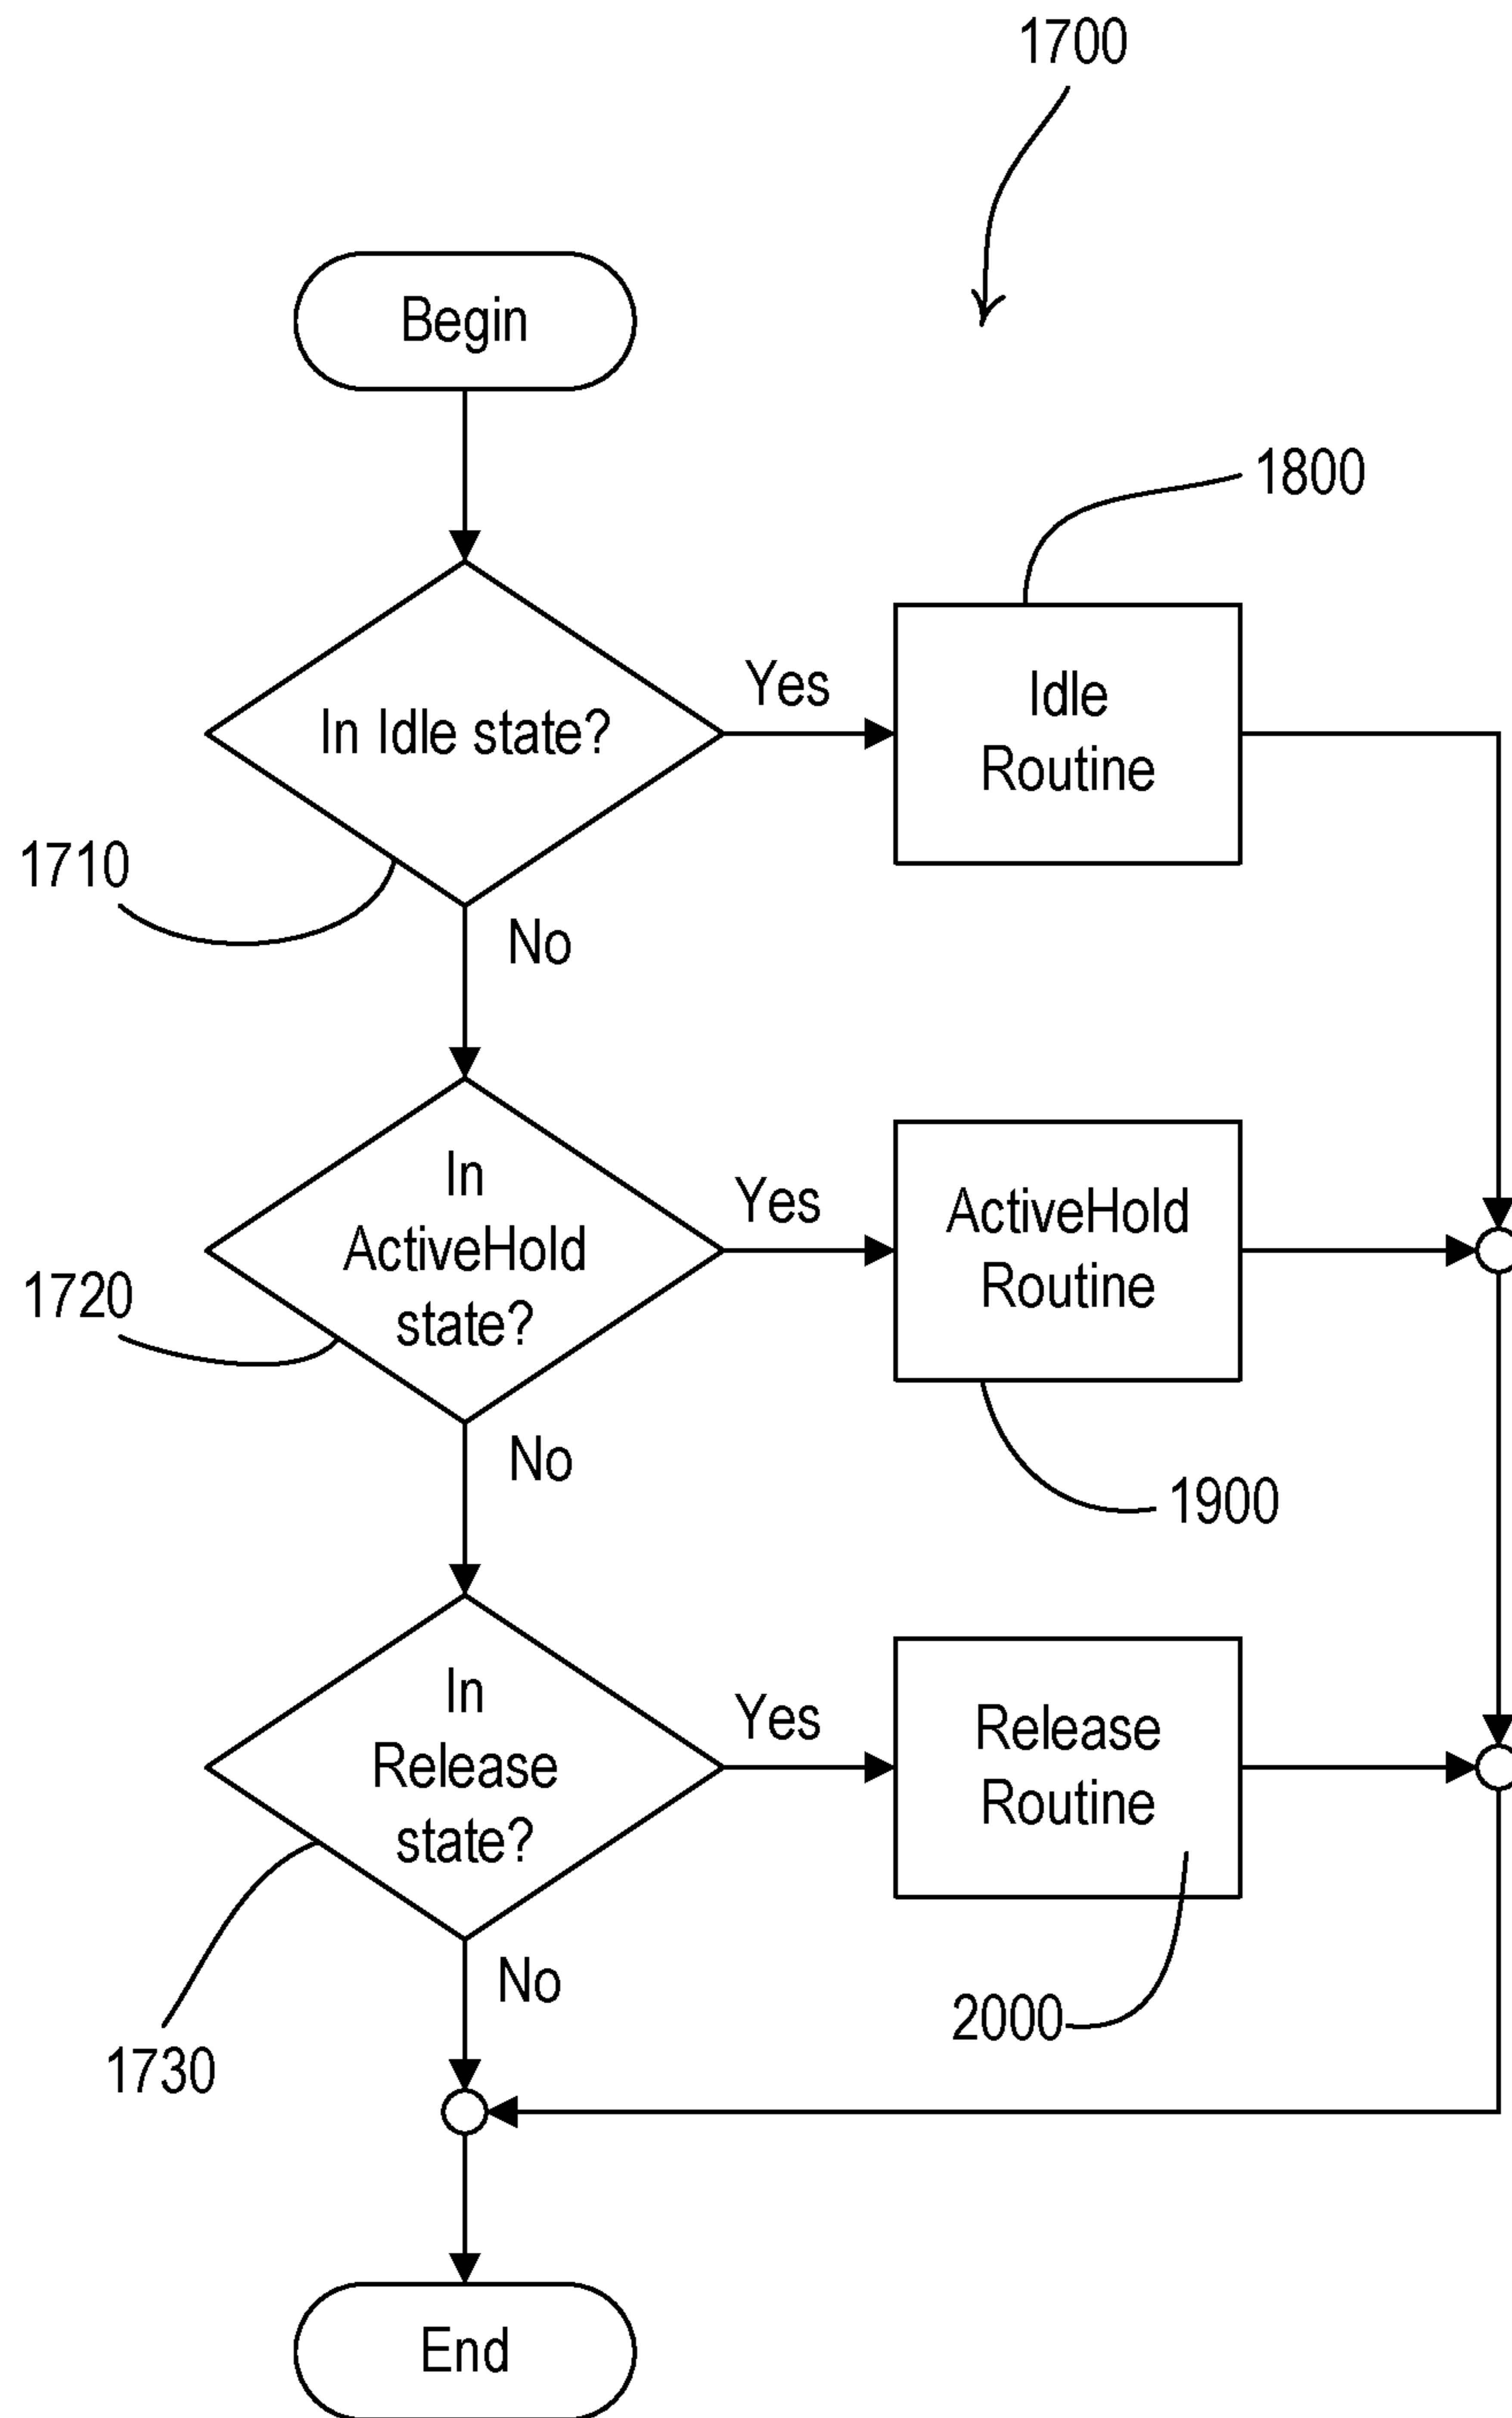 1700
Begin
1800
In Idle state?
Yes
Idle
Routine
1710
No
In
ActiveHold
state?
Yes
ActiveHold
Routine
1720
No
1900
In
Release
state?
Yes
Release
Routine
No
2000
1730
End